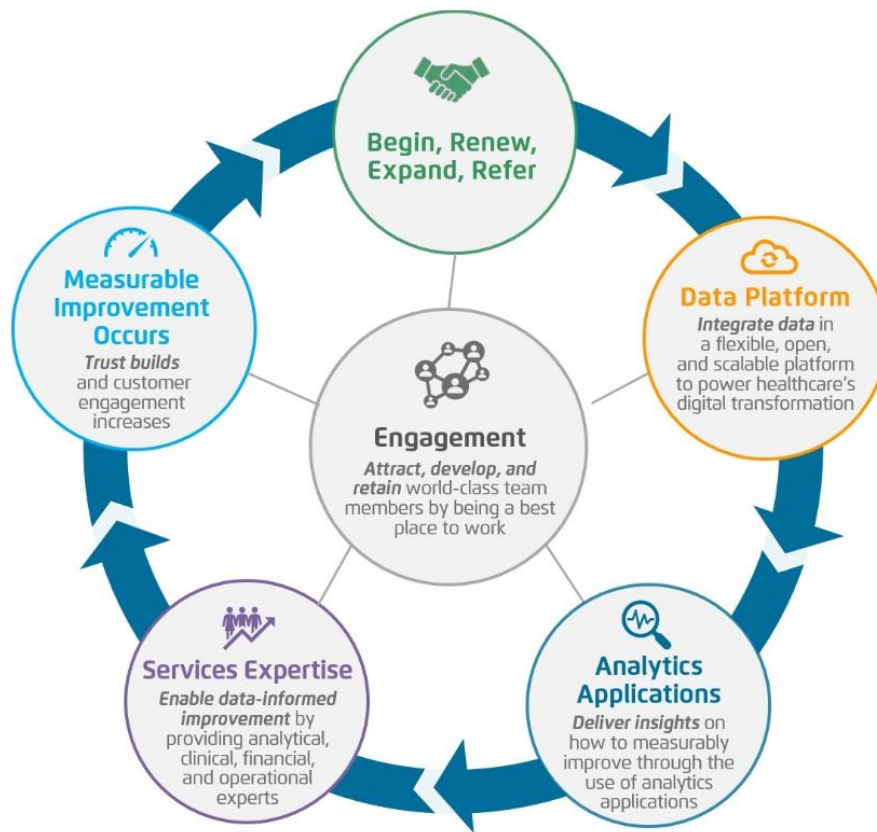 Begin, Renew,
Expand, Refer
Data Platform
Integrate data in
a flexible, open,
and scalable platform
to power healthcare's
digital transformation
Analytics
Applications
Deliver insights on
how to measurably
improve through the
use of analytics
applications
Services Expertise
Enable data-informed
improvement by
providing analytical,
clinical, financial,
and operational
experts
Measurable
Improvement
Occurs
Trust builds
and customer
engagement
increases
Engagement
Attract, develop, and
retain world-class team
members by being a best
place to work